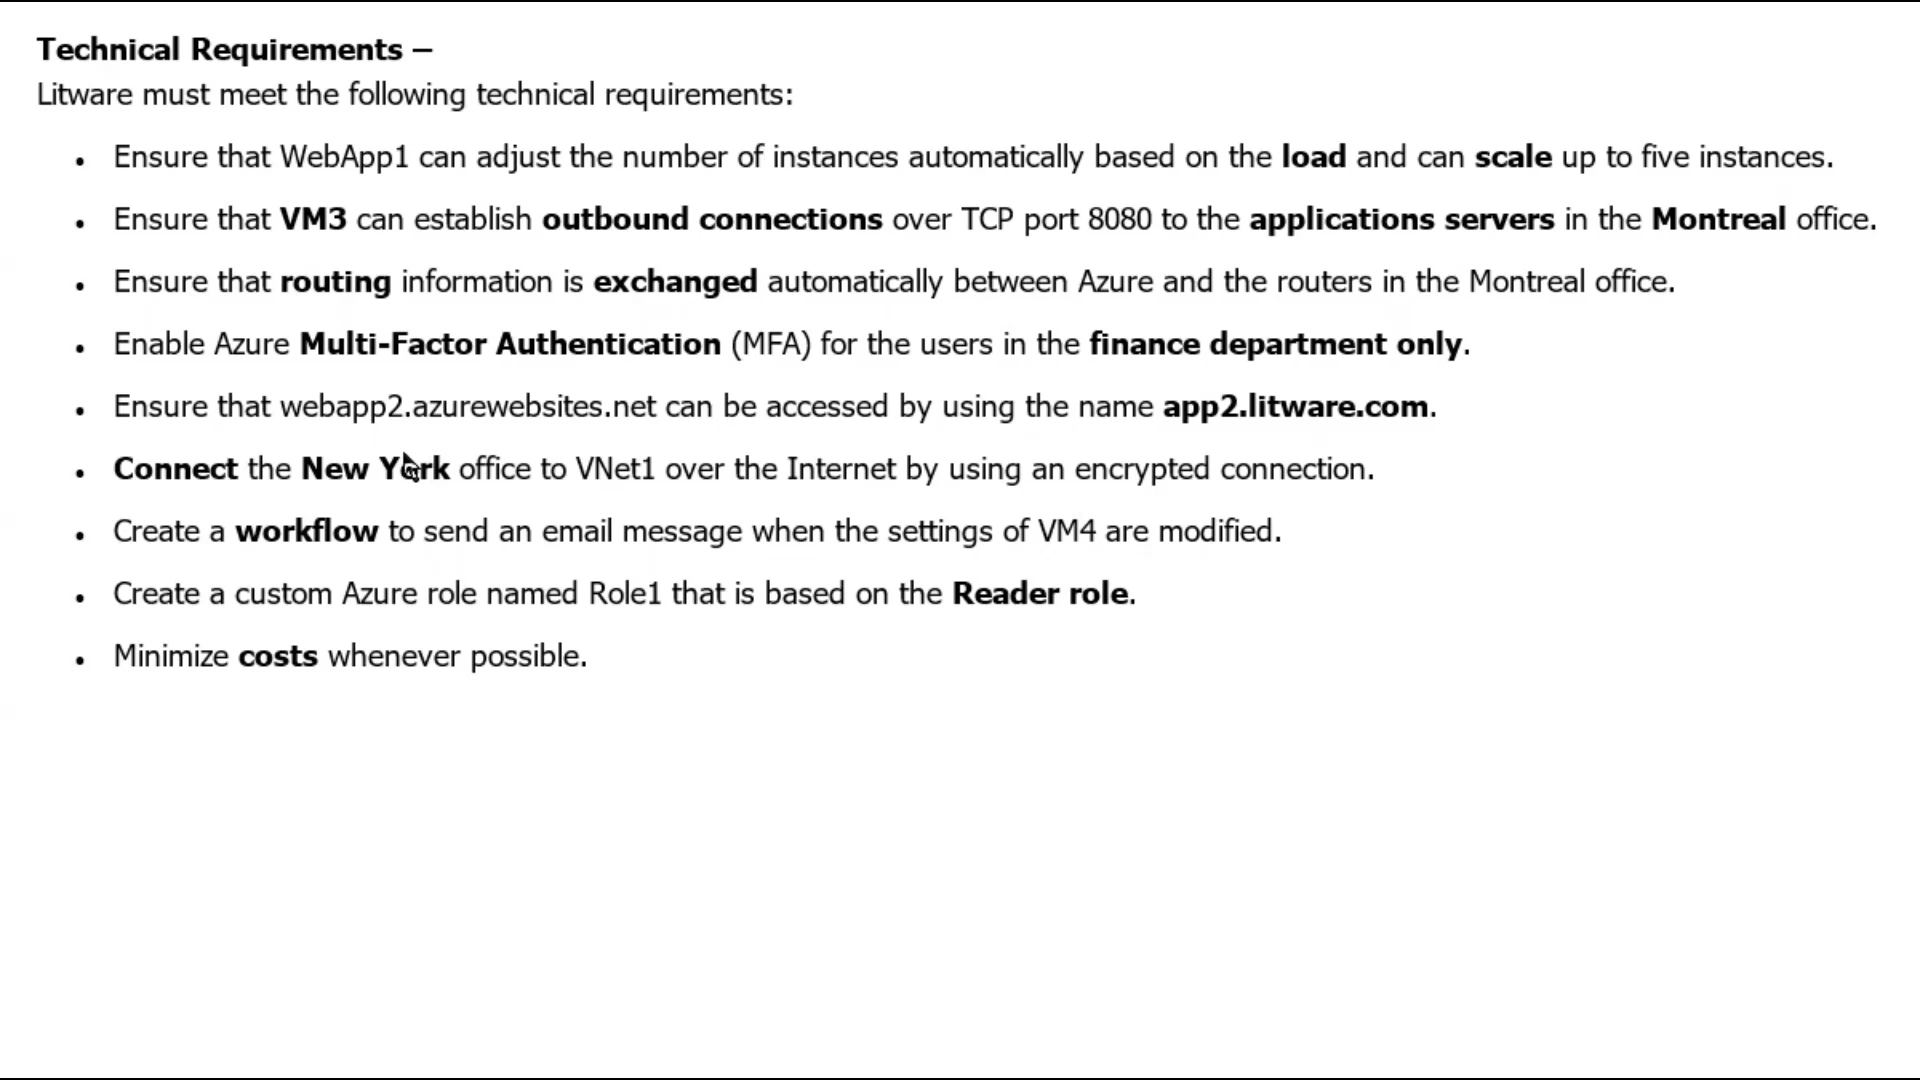 Technical Requirements –
Litware must meet the following technical requirements:
• Ensure that WebApp1 can adjust the number of instances automatically based on the load and can scale up to five instances.
• Ensure that VM3 can establish outbound connections over TCP port 8080 to the applications servers in the Montreal office.
• Ensure that routing information is exchanged automatically between Azure and the routers in the Montreal office.
• Enable Azure Multi-Factor Authentication (MFA) for the users in the finance department only.
• Ensure that webapp2.azurewebsites.net can be accessed by using the name app2.litware.com.
• Connect the New York office to VNet1 over the Internet by using an encrypted connection.
• Create a workflow to send an email message when the settings of VM4 are modified.
• Create a custom Azure role named Role1 that is based on the Reader role.
• Minimize costs whenever possible.